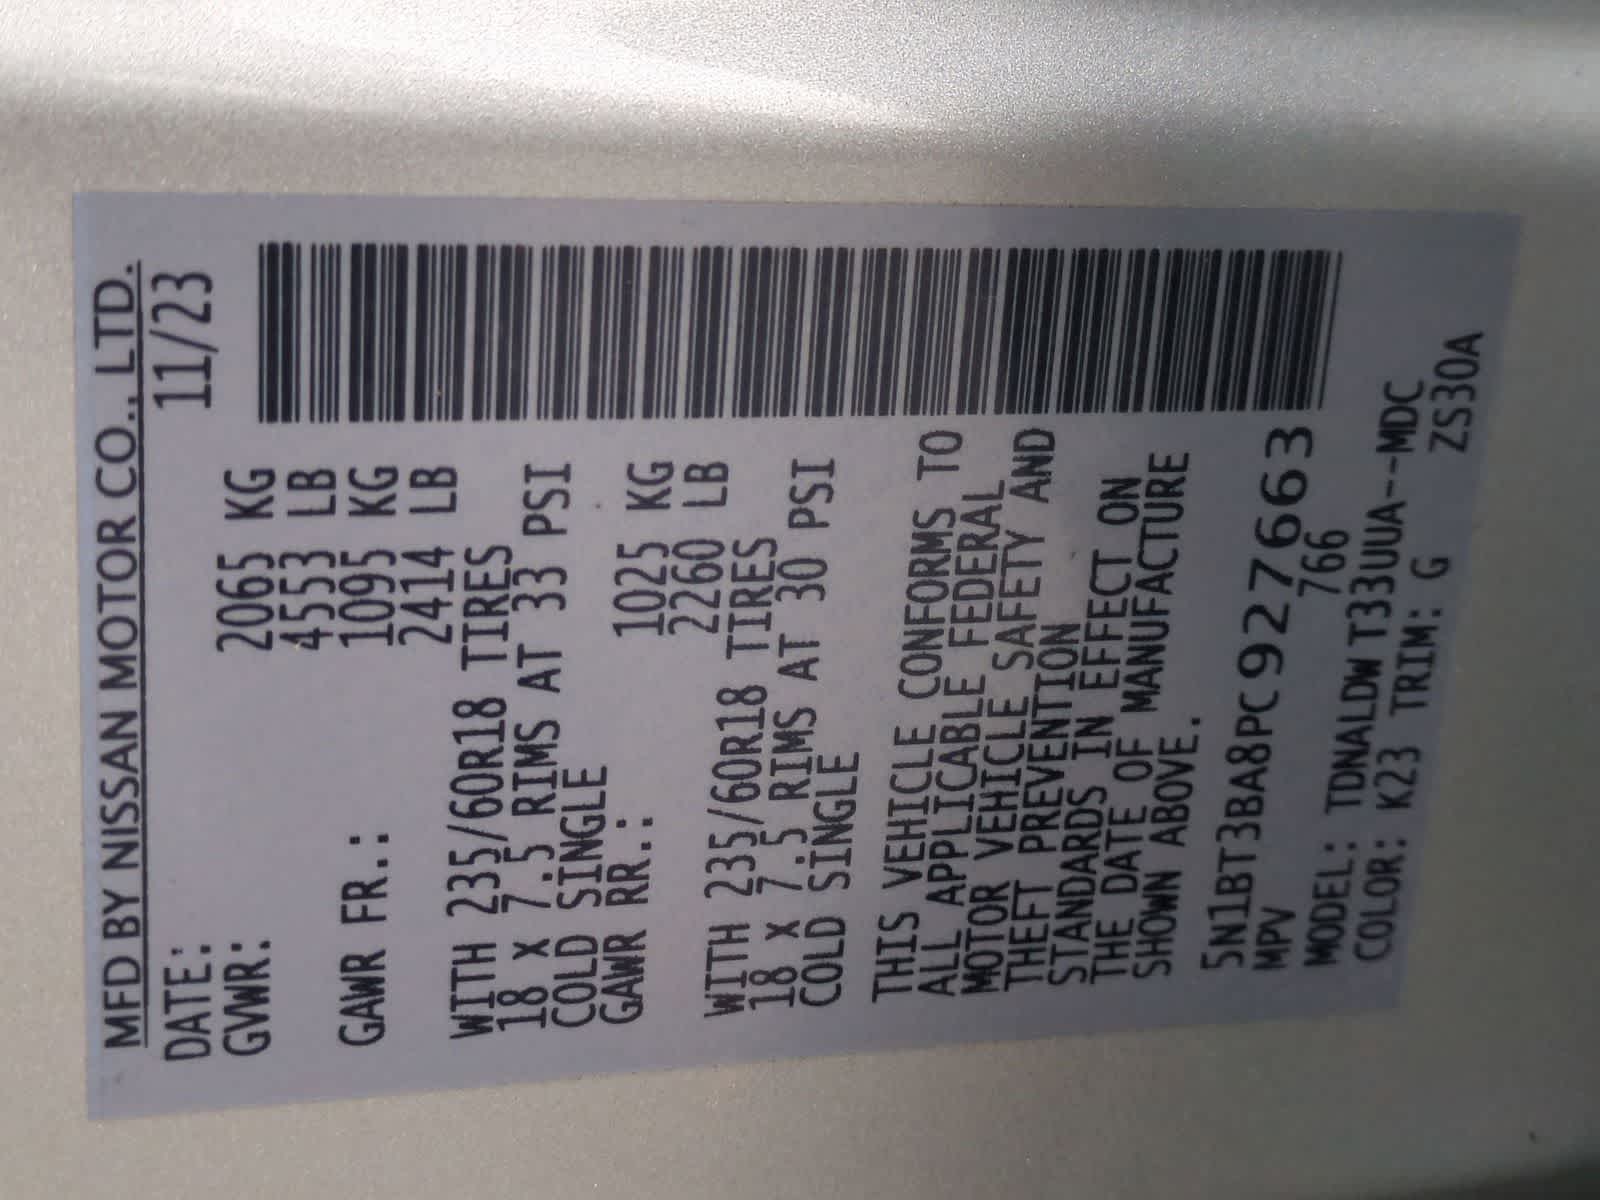 MFD BY NISSAN MOTOR CO., LTD.
DATE: 11/23
GVWR: 2065 KG
4553 LB
GAWR FR.: 1095 KG
2414 LB
WITH 235/60R18 TIRES
18 X 7.5 RIMS AT 33 PSI
COLD SINGLE
GAWR RR.: 1025 KG
2260 LB
WITH 235/60R18 TIRES
18 X 7.5 RIMS AT 30 PSI
COLD SINGLE
THIS VEHICLE CONFORMS TO
ALL APPLICABLE FEDERAL
MOTOR VEHICLE SAFETY AND
THEFT PREVENTION
STANDARDS IN EFFECT ON
THE DATE OF MANUFACTURE
SHOWN ABOVE.
5N1BT3BA8PC927663
MPV 766
MODEL: TDNALDW T33UUA--MDC
COLOR: K23 TRIM: G ZS30A